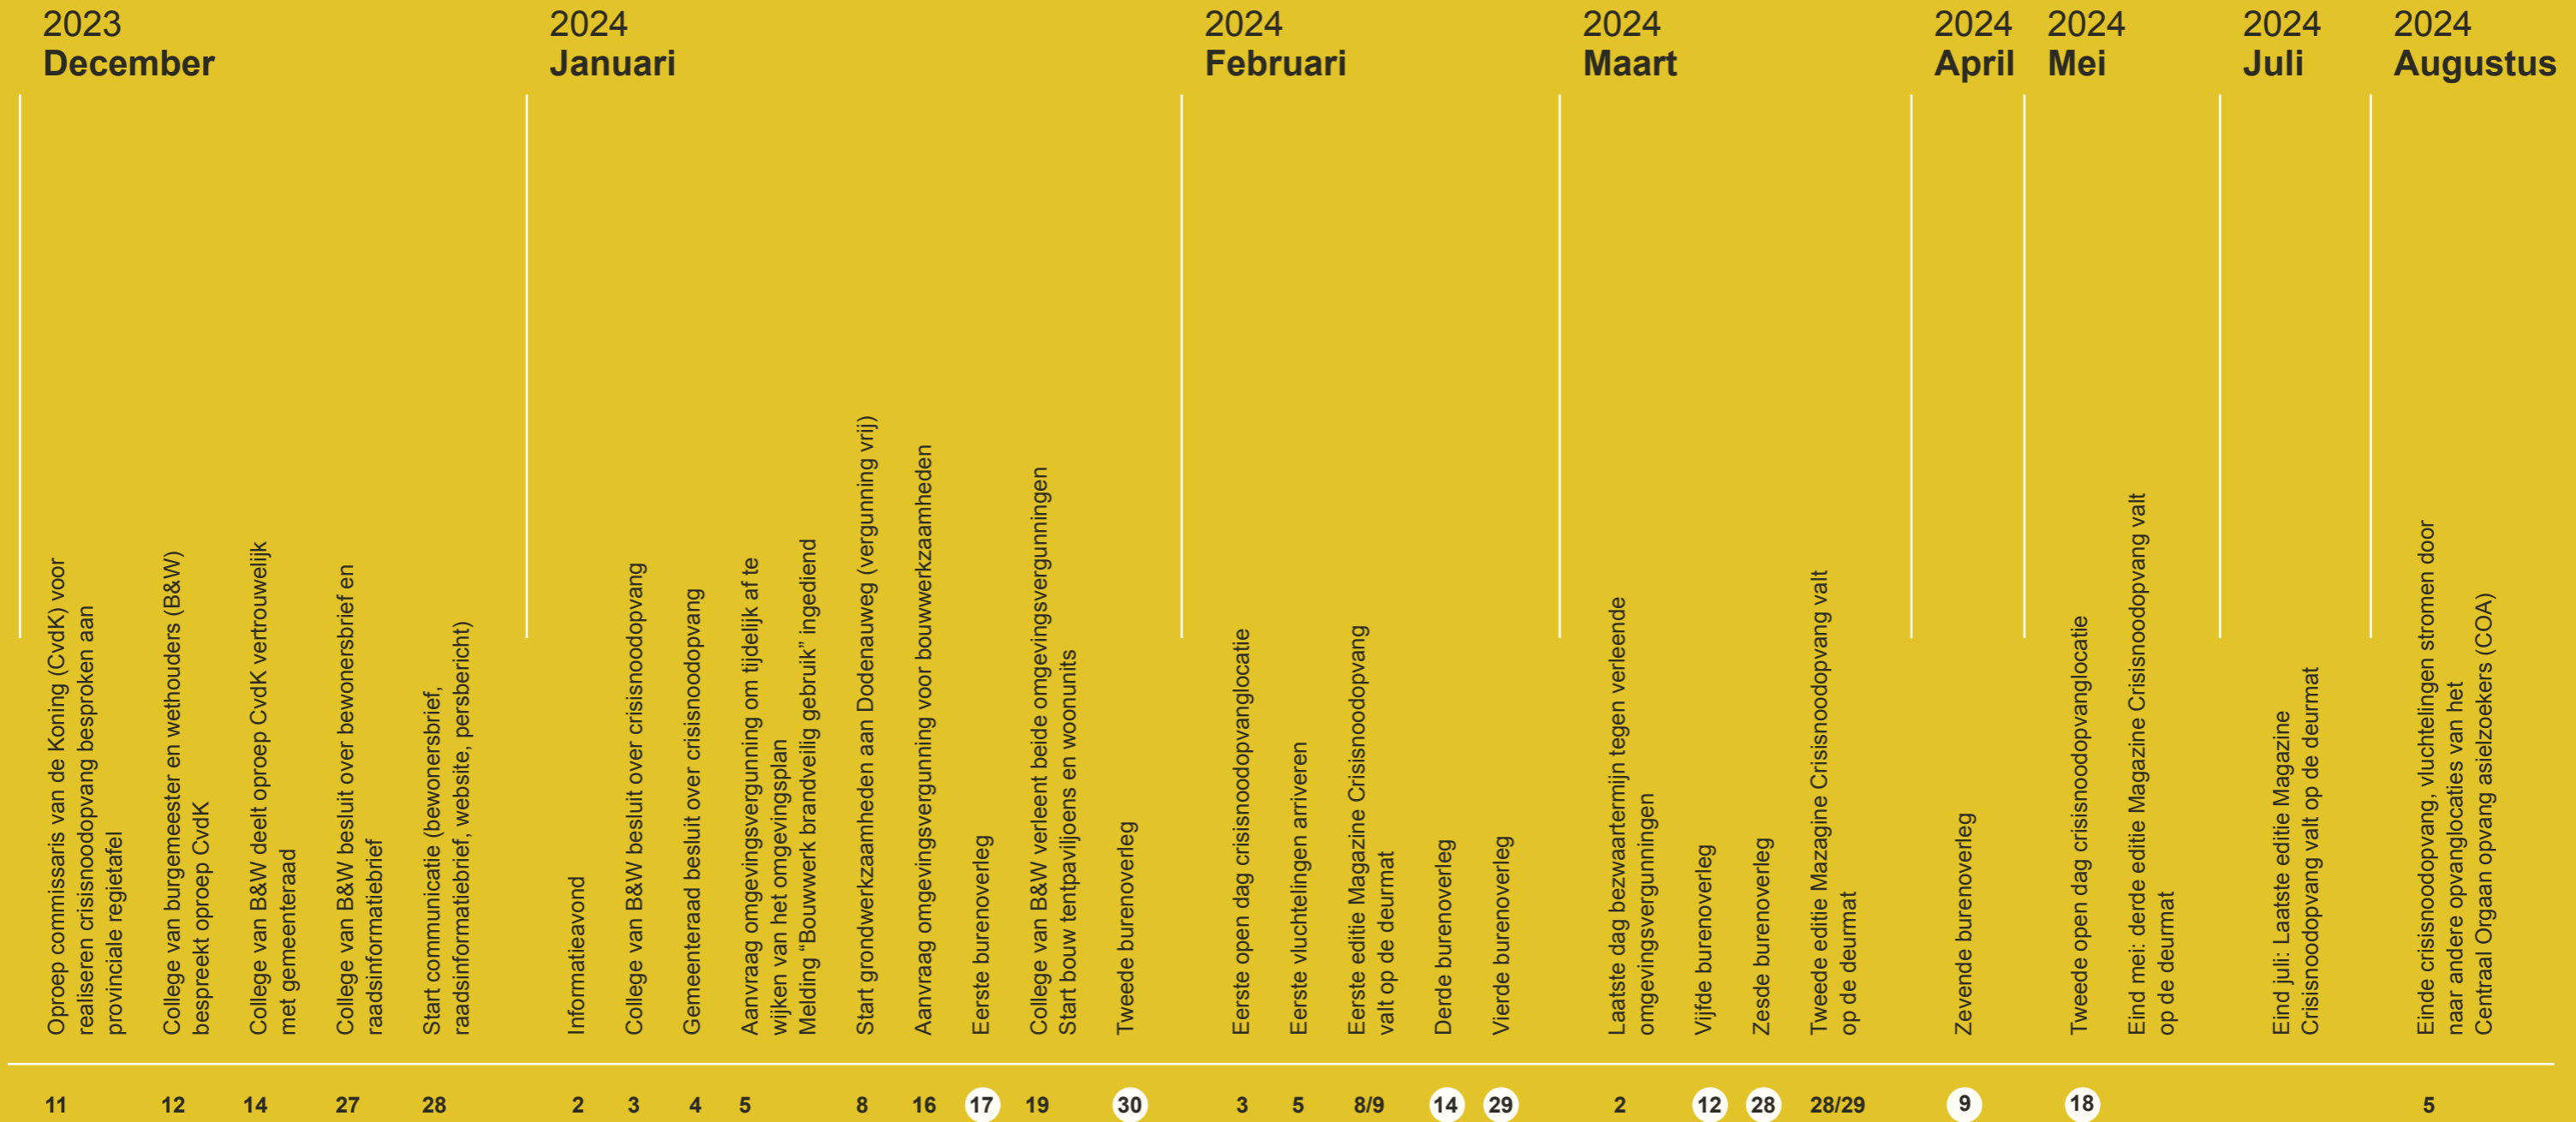 2023
December
2024
Januari
2024
Februari
2024
Maart
2024
April
2024
Mei
2024
Juli
2024
Augustus
Oproep commissaris van de Koning (CvdK) voor
realiseren crisisnoodopvang besproken aan
provinciale regietafel
College van burgemeester en wethouders (B&W)
bespreekt oproep CvdK
College van B&W deelt oproep CvdK vertrouwelijk
met gemeenteraad
College van B&W besluit over bewonersbrief en
raadsinformatiebrief
Start communicatie (bewonersbrief,
raadsinformatiebrief, website, persbericht)
Informatieavond
College van B&W besluit over crisisnoodopvang
Gemeenteraad besluit over crisisnoodopvang
Aanvraag omgevingsvergunning om tijdelijk af te
wijken van het omgevingsplan
Melding “Bouwwerk brandveilig gebruik” ingediend
Start grondwerkzaamheden aan Dodenauweg (vergunning vrij)
Aanvraag omgevingsvergunning voor bouwwerkzaamheden
Eerste burenoverleg
College van B&W verleent beide omgevingsvergunningen
Start bouw tentpaviljoens en woonunits
Tweede burenoverleg
Eerste open dag crisisnoodopvanglocatie
Eerste vluchtelingen arriveren
Eerste editie Magazine Crisisnoodopvang
valt op de deurmat
Derde burenoverleg
Vierde burenoverleg
Laatste dag bezwaartermijn tegen verleende
omgevingsvergunningen
Vijfde burenoverleg
Zesde burenoverleg
Tweede editie Mazagine Crisisnoodopvang valt
op de deurmat
Zevende burenoverleg
Tweede open dag crisisnoodopvanglocatie
Eind mei: derde editie Magazine Crisisnoodopvang valt
op de deurmat
Eind juli: Laatste editie Magazine
Crisisnoodopvang valt op de deurmat
Einde crisisnoodopvang, vluchtelingen stromen door
naar andere opvanglocaties van het
Centraal Orgaan opvang asielzoekers (COA)
11 12 14 27 28 2 3 4 5 8 16 17 19 30 3 5 8/9 14 29 2 12 28 28/29 9 18 5